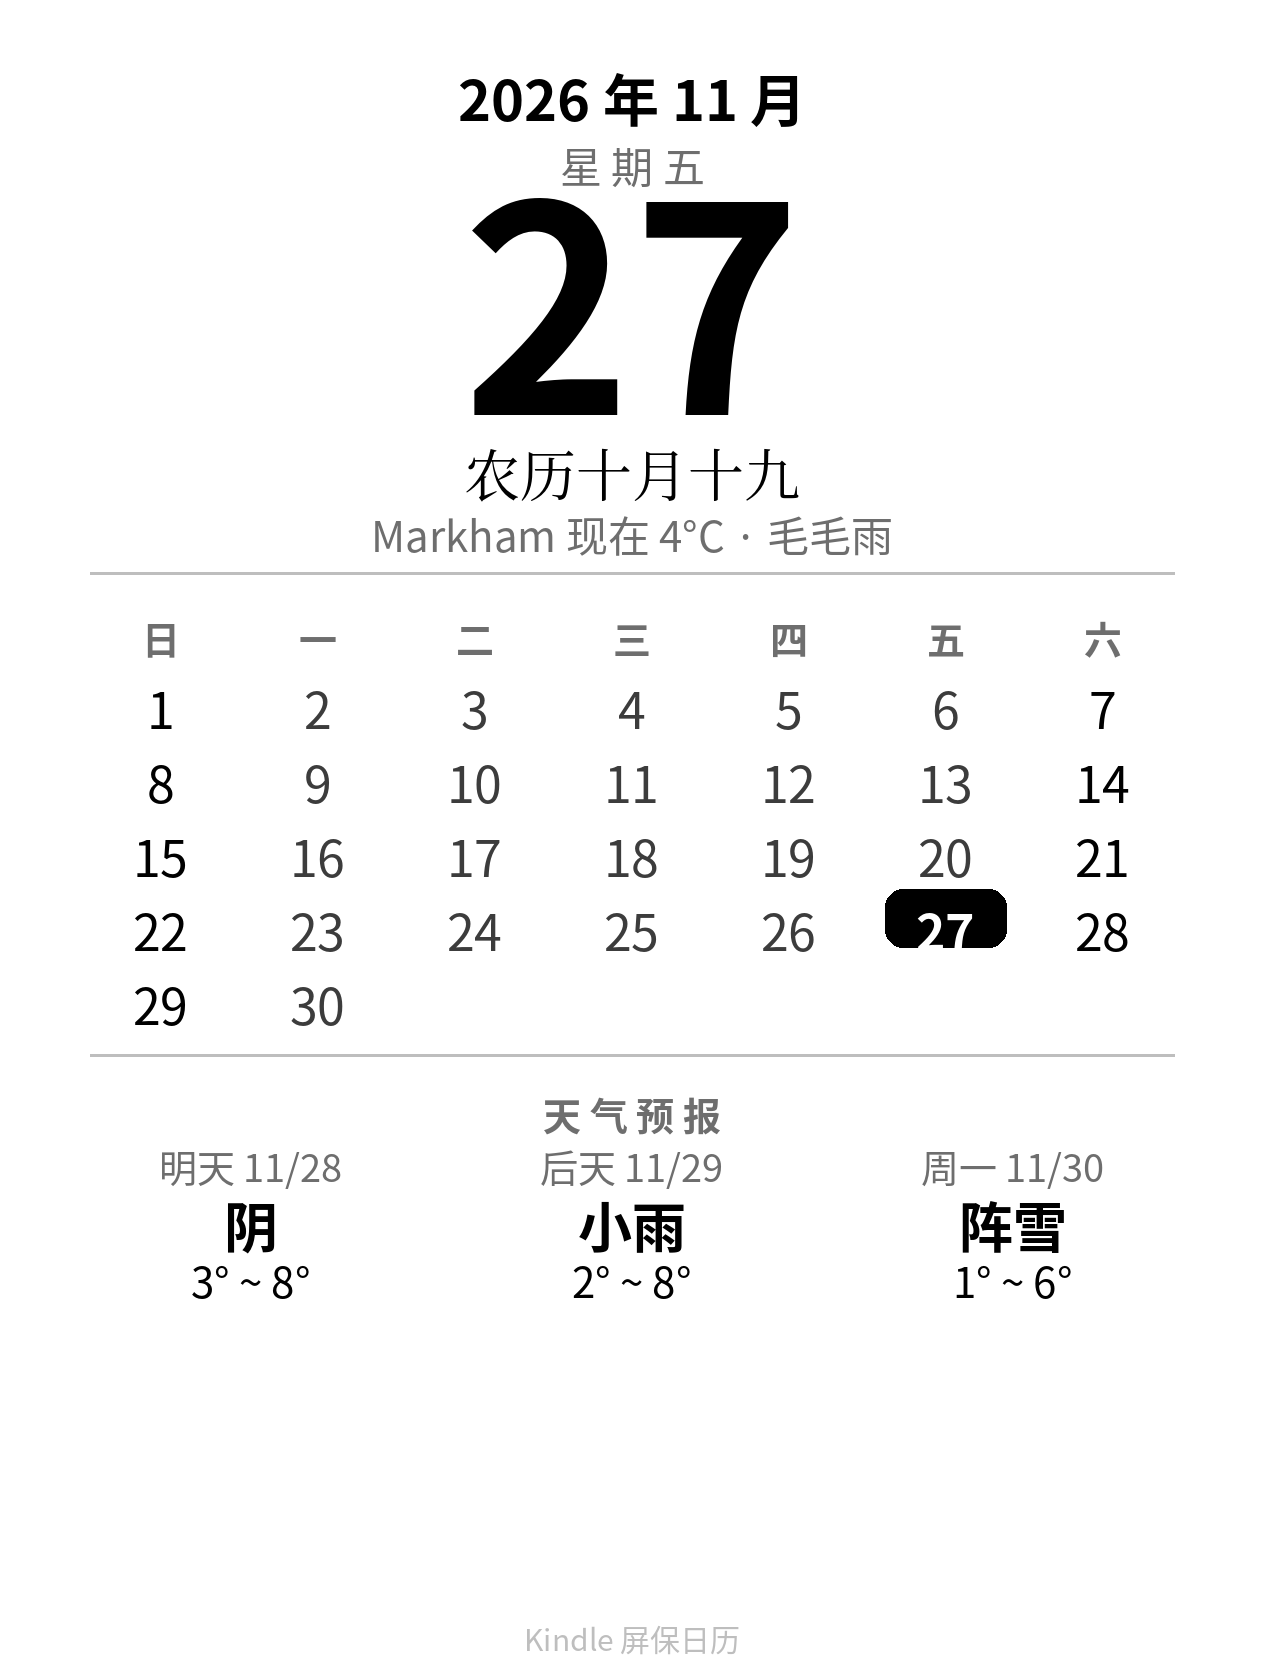 2026 年 11 月
星期五
27
农历十月十九
Markham 现在 4°C · 毛毛雨
日 一 二 三 四 五 六
1 2 3 4 5 6 7
8 9 10 11 12 13 14
15 16 17 18 19 20 21
22 23 24 25 26 27 28
29 30
天气预报
明天 11/28 后天 11/29 周一 11/30
阴 小雨 阵雪
3° ~ 8° 2° ~ 8° 1° ~ 6°
Kindle 屏保日历